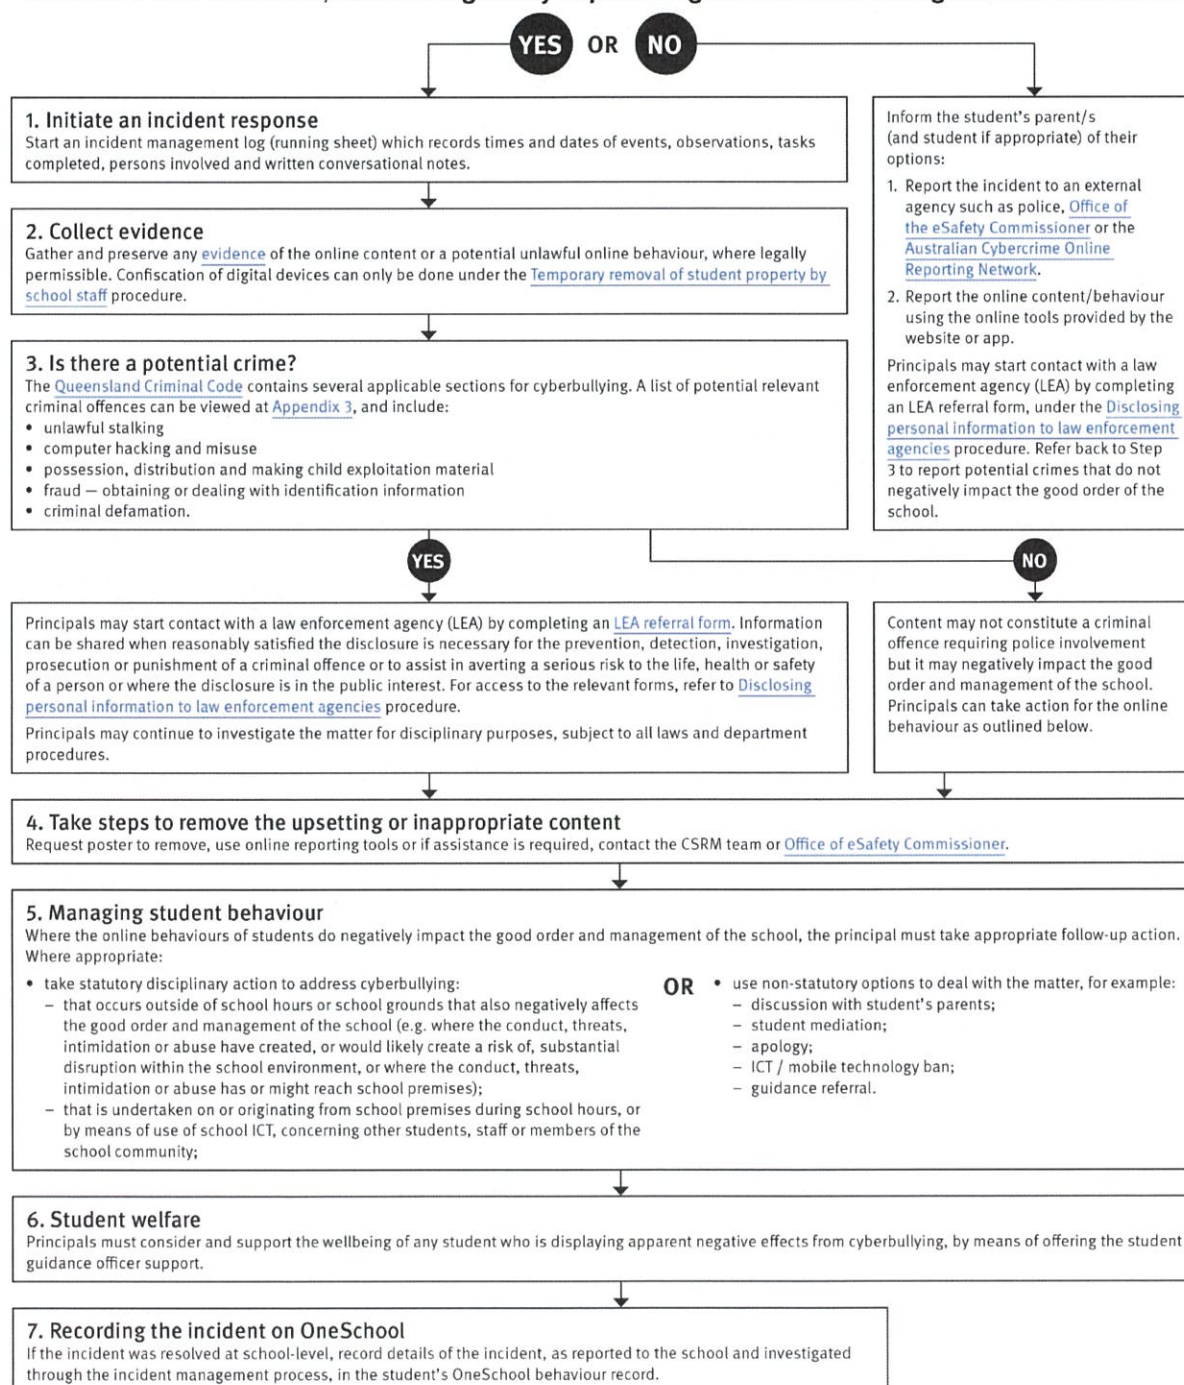 YES OR NO
1. Initiate an incident response
Start an incident management log (running sheet) which records times and dates of events, observations, tasks
completed, persons involved and written conversational notes.
2. Collect evidence
Gather and preserve any evidence of the online content or a potential unlawful online behaviour, where legally
permissible. Confiscation of digital devices can only be done under the Temporary removal of student property by
school staff procedure.
3. Is there a potential crime?
The Queensland Criminal Code contains several applicable sections for cyberbullying. A list of potential relevant
criminal offences can be viewed at Appendix 3, and include:
• unlawful stalking
• computer hacking and misuse
• possession, distribution and making child exploitation material
• fraud — obtaining or dealing with identification information
• criminal defamation.
Inform the student's parent/s
(and student if appropriate) of their
options:
1. Report the incident to an external
agency such as police, Office of
the eSafety Commissioner or the
Australian Cybercrime Online
Reporting Network.
2. Report the online content/behaviour
using the online tools provided by the
website or app.
Principals may start contact with a law
enforcement agency (LEA) by completing
an LEA referral form, under the Disclosing
personal information to law enforcement
agencies procedure. Refer back to Step
3 to report potential crimes that do not
negatively impact the good order of the
school.
YES
NO
Principals may start contact with a law enforcement agency (LEA) by completing an LEA referral form. Information
can be shared when reasonably satisfied the disclosure is necessary for the prevention, detection, investigation,
prosecution or punishment of a criminal offence or to assist in averting a serious risk to the life, health or safety
of a person or where the disclosure is in the public interest. For access to the relevant forms, refer to Disclosing
personal information to law enforcement agencies procedure.
Principals may continue to investigate the matter for disciplinary purposes, subject to all laws and department
procedures.
Content may not constitute a criminal
offence requiring police involvement
but it may negatively impact the good
order and management of the school.
Principals can take action for the online
behaviour as outlined below.
4. Take steps to remove the upsetting or inappropriate content
Request poster to remove, use online reporting tools or if assistance is required, contact the CSRM team or Office of eSafety Commissioner.
5. Managing student behaviour
Where the online behaviours of students do negatively impact the good order and management of the school, the principal must take appropriate follow-up action.
Where appropriate:
• take statutory disciplinary action to address cyberbullying:
– that occurs outside of school hours or school grounds that also negatively affects
the good order and management of the school (e.g. where the conduct, threats,
intimidation or abuse have created, or would likely create a risk of, substantial
disruption within the school environment, or where the conduct, threats,
intimidation or abuse has or might reach school premises);
– that is undertaken on or originating from school premises during school hours, or
by means of use of school ICT, concerning other students, staff or members of the
school community;
OR
• use non-statutory options to deal with the matter, for example:
– discussion with student's parents;
– student mediation;
– apology;
– ICT / mobile technology ban;
– guidance referral.
6. Student welfare
Principals must consider and support the wellbeing of any student who is displaying apparent negative effects from cyberbullying, by means of offering the student
guidance officer support.
7. Recording the incident on OneSchool
If the incident was resolved at school-level, record details of the incident, as reported to the school and investigated
through the incident management process, in the student's OneSchool behaviour record.